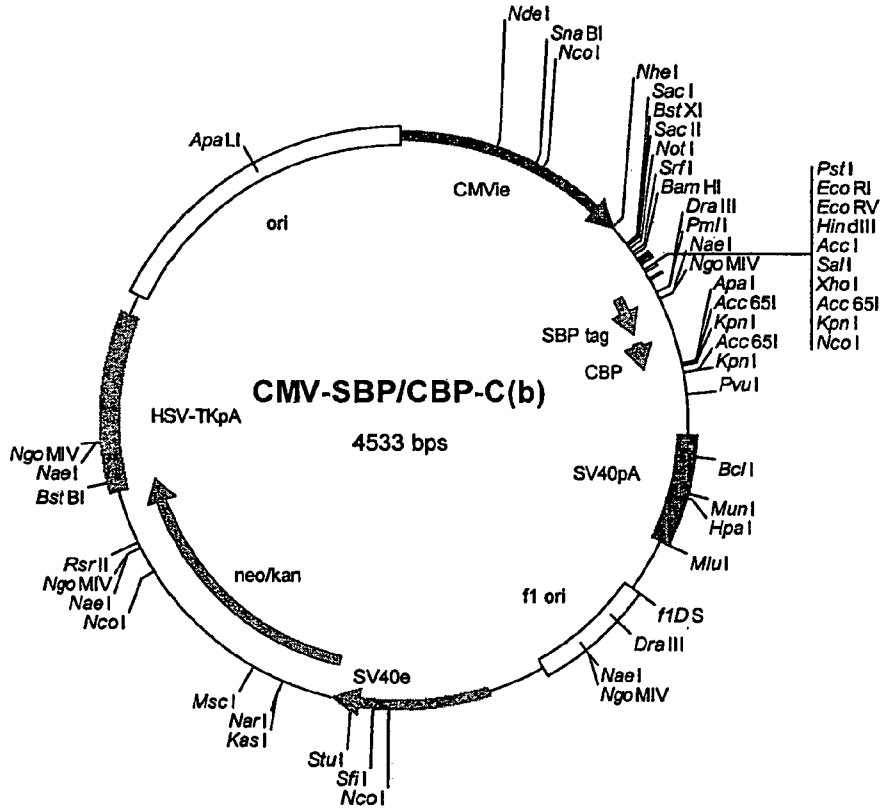 NdeI
SnaBI
NcoI
NheI
SacI
BstXI
SacII
NotI
SrfI
BamHI
DraIII
PmlI
NaeI
NgoMIV
ApaI
Acc65I
KpnI
Acc65I
KpnI
PvuI
PstI
EcoRI
EcoRV
HindIII
AccI
SalI
XhoI
Acc65I
KpnI
NcoI
ApaLI
CMVie
ori
SBP tag
CBP
CMV-SBP/CBP-C(b)
4533 bps
HSV-TKpA
NgoMIV
NaeI
BstBI
SV40pA
BclI
MunI
HpaI
MluI
RsrII
NgoMIV
NaeI
NcoI
neo/kan
f1 ori
f1DS
DraIII
NaeI
NgoMIV
SV40e
MscI
NarI
KasI
StuI
SfiI
NcoI